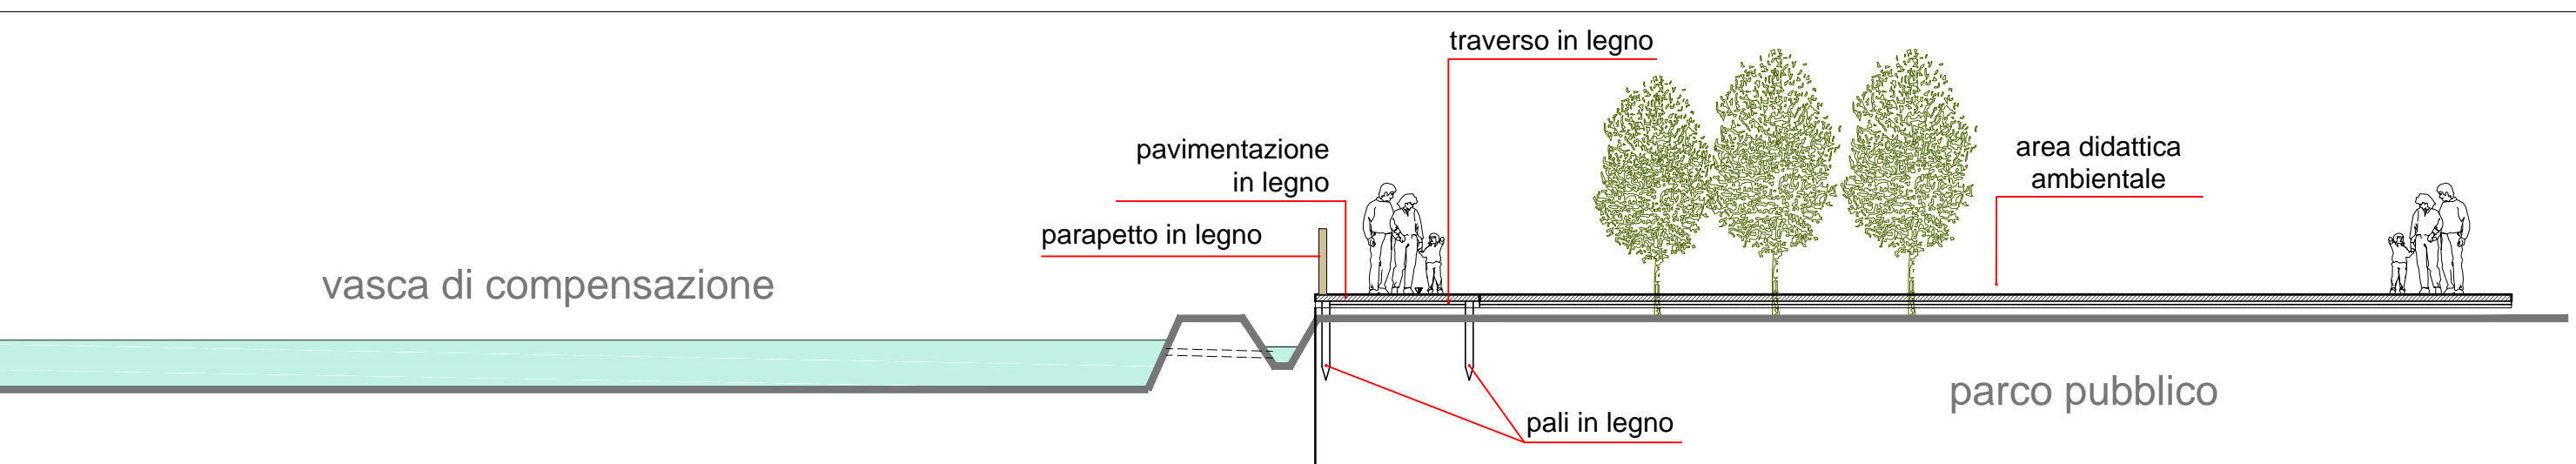 traverso in legno
pavimentazione
in legno
area didattica
ambientale
parapetto in legno
vasca di compensazione
parco pubblico
pali in legno